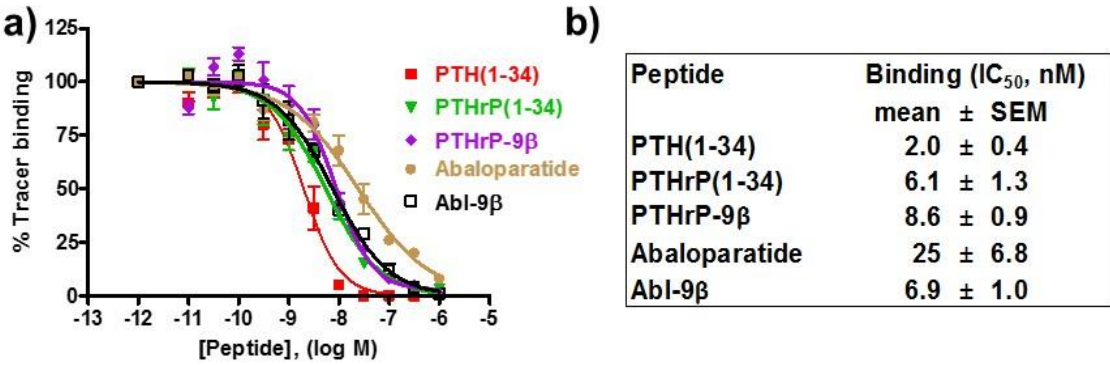 a)
% Tracer binding
125
100
75
50
25
0
-13 -12 -11 -10 -9 -8 -7 -6 -5
[Peptide], (log M)
PTH(1-34)
PTHrP(1-34)
PTHrP-9β
Abaloparatide
Abl-9β
b)
Peptide Binding (IC50, nM)
mean ± SEM
PTH(1-34) 2.0 ± 0.4
PTHrP(1-34) 6.1 ± 1.3
PTHrP-9β 8.6 ± 0.9
Abaloparatide 25 ± 6.8
Abl-9β 6.9 ± 1.0